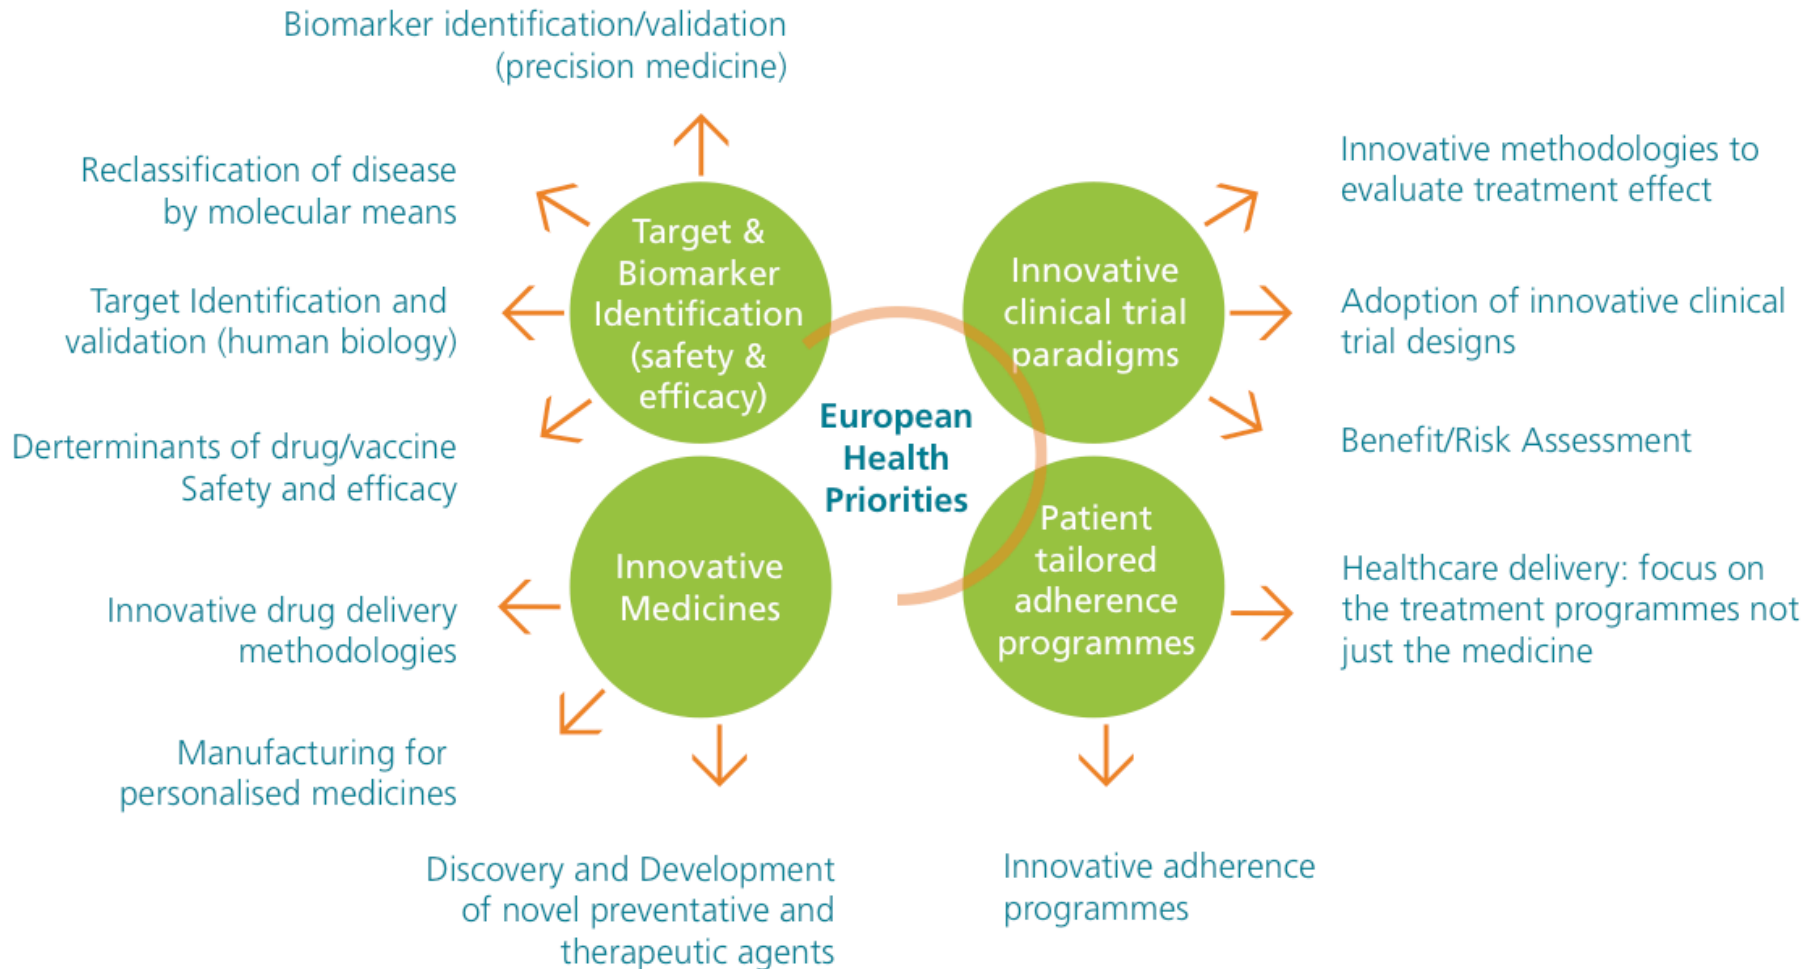 Biomarker identification/validation
(precision medicine)
Reclassification of disease
by molecular means
Target Identification and
validation (human biology)
Derterminants of drug/vaccine
Safety and efficacy
Target &
Biomarker
Identification
(safety &
efficacy)
Innovative
clinical trial
paradigms
Innovative methodologies to
evaluate treatment effect
Adoption of innovative clinical
trial designs
Benefit/Risk Assessment
European
Health
Priorities
Innovative
Medicines
Innovative drug delivery
methodologies
Manufacturing for
personalised medicines
Discovery and Development
of novel preventative and
therapeutic agents
Patient
tailored
adherence
programmes
Healthcare delivery: focus on
the treatment programmes not
just the medicine
Innovative adherence
programmes